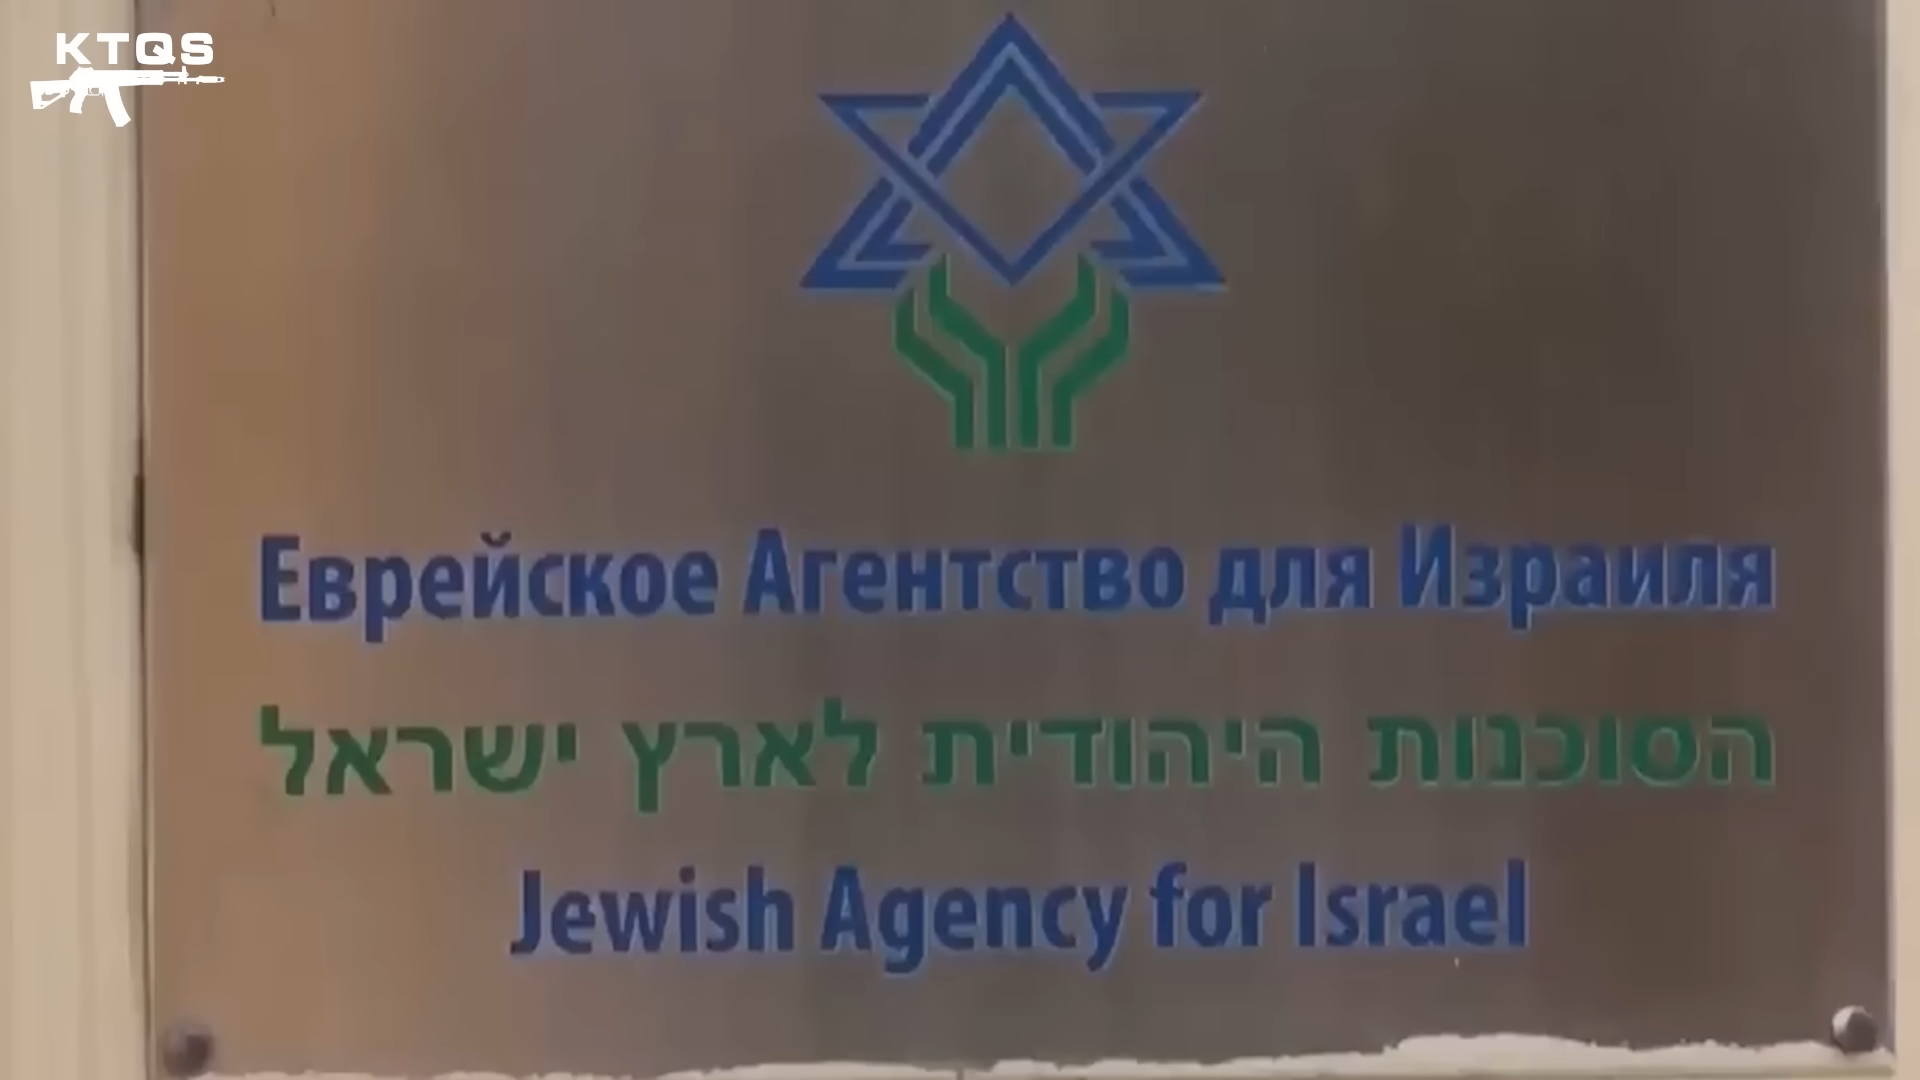 KTQS
Еврейское Агентство для Израиля
הסוכנות היהודית לארץ ישראל
Jewish Agency for Israel